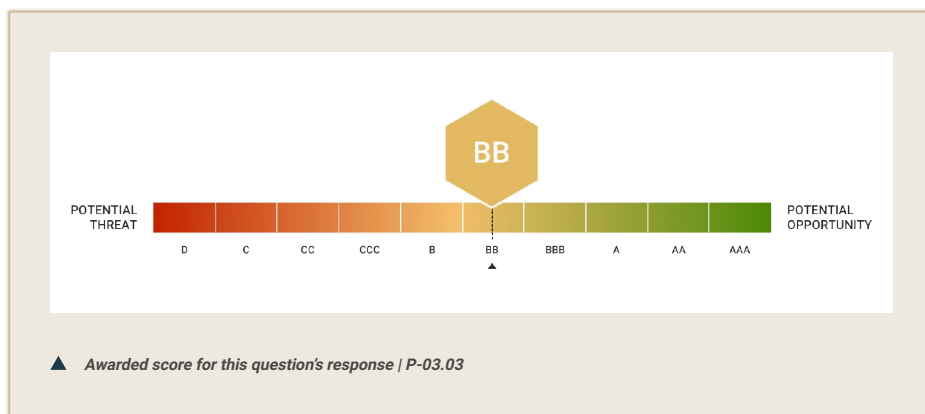 BB
POTENTIAL
THREAT
POTENTIAL
OPPORTUNITY
D C CC CCC B BB BBB A AA AAA
Awarded score for this question's response | P-03.03